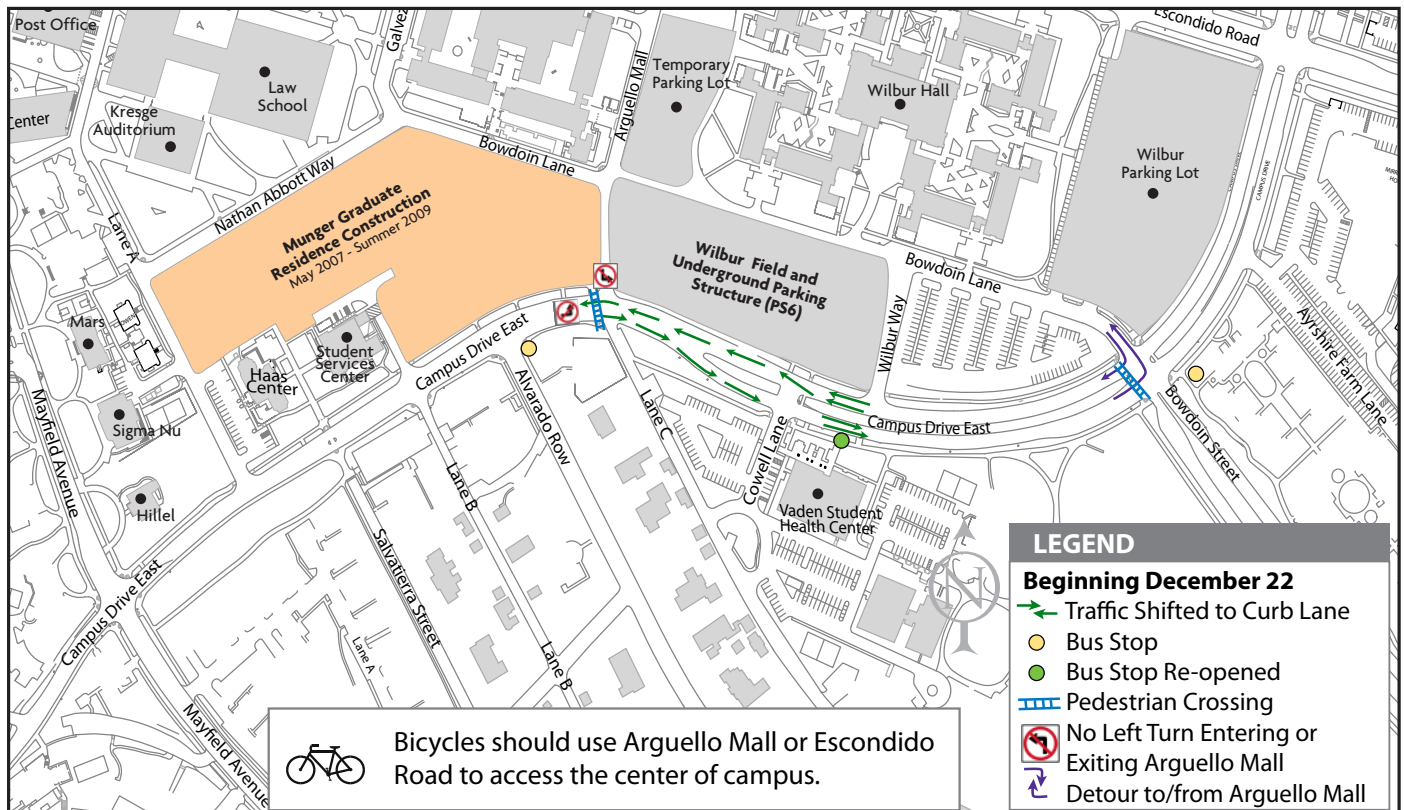 Post Office
Center
Law
School
Kresge
Auditorium
Galvez
Arguello Mall
Temporary
Parking Lot
Wilbur Hall
Escondido Road
Wilbur
Parking Lot
CAMPUS DRIVE
Nathan Abbott Way
Bowdoin Lane
Lane A
Munger Graduate
Residence Construction
May 2007 - Summer 2009
Wilbur Field and
Underground Parking
Structure (PS6)
Bowdoin Lane
Wilbur Way
Ayrshire Farm Lane
Mars
Student
Services
Center
Haas
Center
Campus Drive East
Alvarado Row
Lane C
Cowell Lane
Campus Drive East
Bowdoin Street
Mayfield Avenue
Sigma Nu
Hillel
Lane B
Vaden Student
Health Center
Campus Drive East
Salvatierra Street
Lane A
Lane B
Mayfield Avenue
N
LEGEND
Beginning December 22
Traffic Shifted to Curb Lane
Bus Stop
Bus Stop Re-opened
Pedestrian Crossing
No Left Turn Entering or
Exiting Arguello Mall
Detour to/from Arguello Mall
Bicycles should use Arguello Mall or Escondido
Road to access the center of campus.